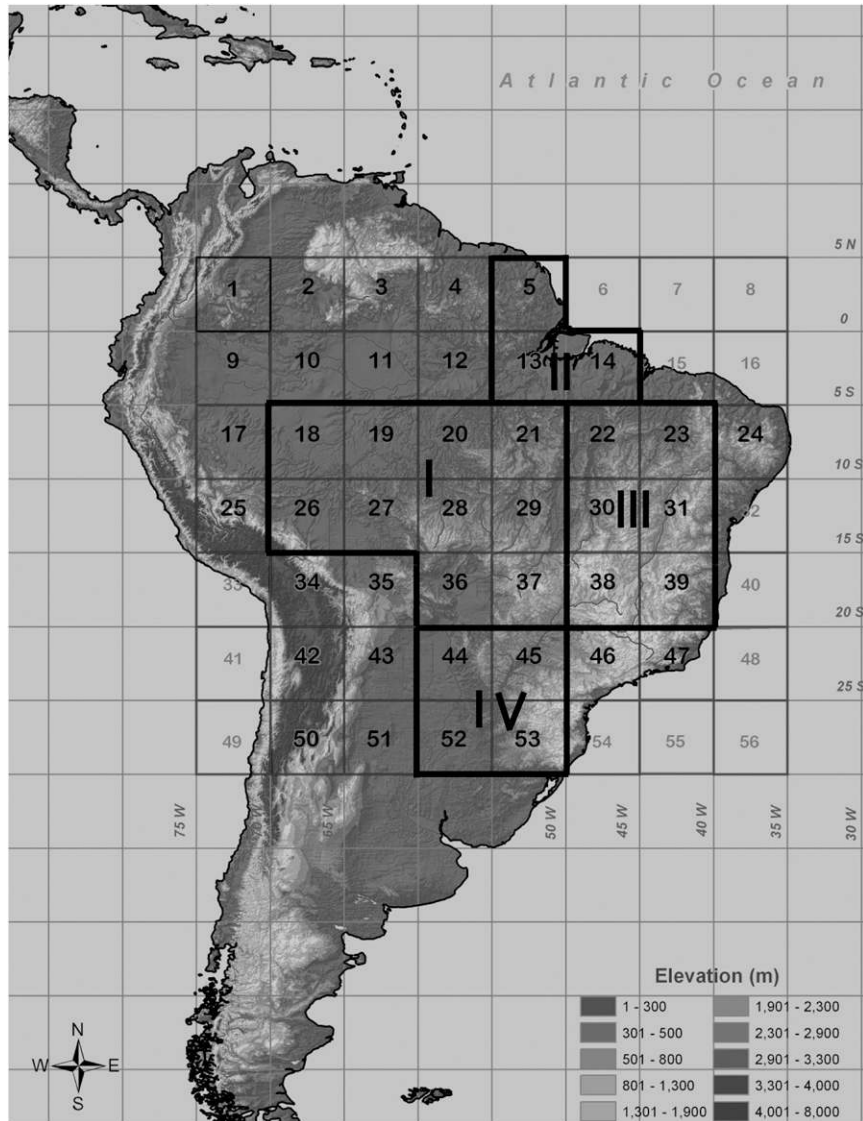 Atlantic Ocean
5 N
1 2 3 4 5 6 7 8
0
9 10 11 12 13 II 14 15 16
5 S
17 18 19 20 21 22 23 24
I
10 S
25 26 27 28 29 30 III 31 32
15 S
33 34 35 36 37 38 39 40
20 S
41 42 43 44 45 46 47 48
25 S
IV
49 50 51 52 53 54 55 56
75 W 70 W 65 W 50 W 45 W 40 W 35 W 30 W
Elevation (m)
1 - 300 1,901 - 2,300
301 - 500 2,301 - 2,900
501 - 800 2,901 - 3,300
801 - 1,300 3,301 - 4,000
1,301 - 1,900 4,001 - 8,000
N
W E
S